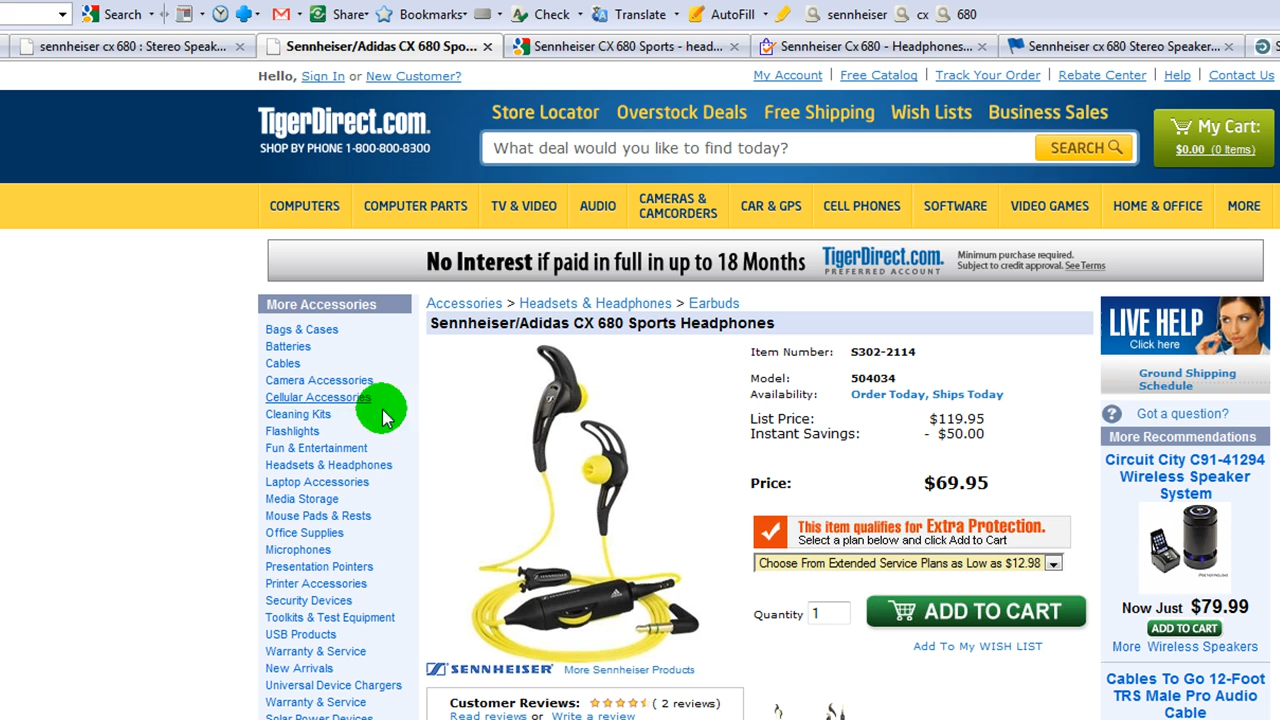 Search Share Bookmarks Check Translate AutoFill sennheiser cx 680
sennheiser cx 680 : Stereo Speak...
Sennheiser/Adidas CX 680 Spo...
Sennheiser CX 680 Sports - head...
Sennheiser Cx 680 - Headphones...
Sennheiser cx 680 Stereo Speaker...
Hello, Sign In or New Customer?
My Account | Free Catalog | Track Your Order | Rebate Center | Help | Contact Us
TigerDirect.com
SHOP BY PHONE 1-800-800-8300
Store Locator Overstock Deals Free Shipping Wish Lists Business Sales
What deal would you like to find today?
SEARCH
My Cart:
$0.00 (0 Items)
COMPUTERS
COMPUTER PARTS
TV & VIDEO
AUDIO
CAMERAS &
CAMCORDERS
CAR & GPS
CELL PHONES
SOFTWARE
VIDEO GAMES
HOME & OFFICE
MORE
No Interest if paid in full in up to 18 Months
TigerDirect.com.
PREFERRED ACCOUNT
Minimum purchase required.
Subject to credit approval. See Terms
More Accessories
Bags & Cases
Batteries
Cables
Camera Accessories
Cellular Accessories
Cleaning Kits
Flashlights
Fun & Entertainment
Headsets & Headphones
Laptop Accessories
Media Storage
Mouse Pads & Rests
Office Supplies
Microphones
Presentation Pointers
Printer Accessories
Security Devices
Toolkits & Test Equipment
USB Products
Warranty & Service
New Arrivals
Universal Device Chargers
Warranty & Service
Solar Power Devices
Accessories > Headsets & Headphones > Earbuds
Sennheiser/Adidas CX 680 Sports Headphones
SENNHEISER
SENNHEISER
adidas
SENNHEISER More Sennheiser Products
Customer Reviews: ( 2 reviews)
Read reviews or Write a review
Item Number: S302-2114
Model: 504034
Availability: Order Today, Ships Today
List Price: $119.95
Instant Savings: - $50.00
Price: $69.95
This item qualifies for Extra Protection.
Select a plan below and click Add to Cart
Choose From Extended Service Plans as Low as $12.98
Quantity 1
ADD TO CART
Add To My WISH LIST
LIVE HELP
Click here
Ground Shipping
Schedule
? Got a question?
More Recommendations
Circuit City C91-41294
Wireless Speaker
System
Now Just $79.99
ADD TO CART
More Wireless Speakers
Cables To Go 12-Foot
TRS Male Pro Audio
Cable